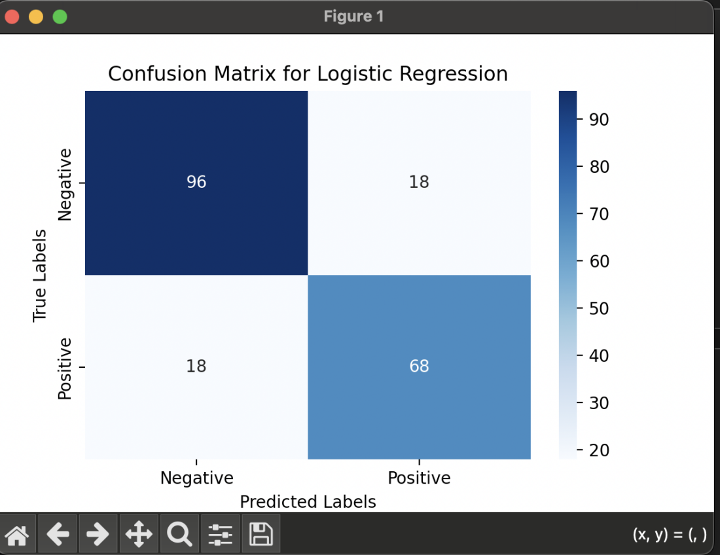 Figure 1
Confusion Matrix for Logistic Regression
True Labels
Negative
96
18
Positive
18
68
Negative
Positive
Predicted Labels
90
80
70
60
50
40
30
20
(x, y) = (, )